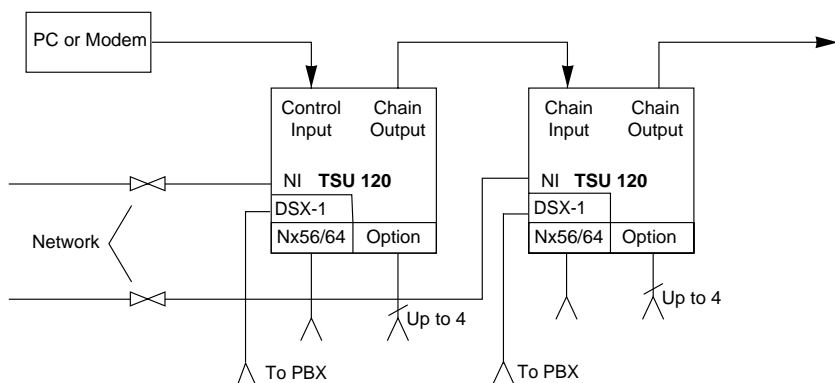 PC or Modem
Control Input
Chain Output
NI TSU 120
DSX-1
Nx56/64
Option
Up to 4
To PBX
Chain Input
Chain Output
NI TSU 120
DSX-1
Nx56/64
Option
Up to 4
To PBX
Network